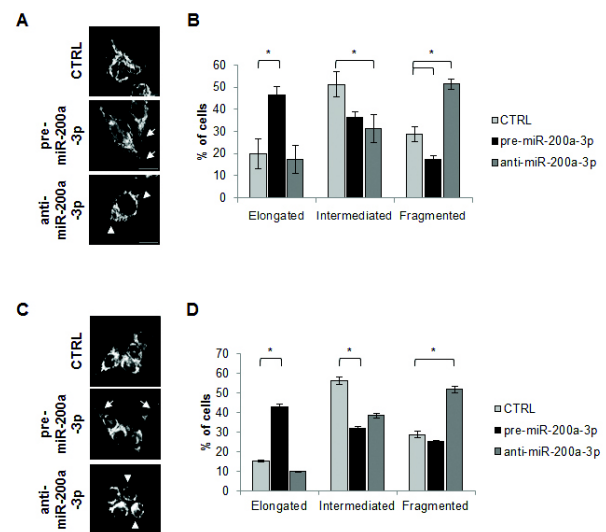 A
CTRL
pre-
miR-200a
-3p
anti-
miR-200a
-3p
B
% of cells
60
50
40
30
20
10
0
*
*
*
Elongated
Intermediated
Fragmented
CTRL
pre-miR-200a-3p
anti-miR-200a-3p
C
CTRL
pre-
miR-200a
-3p
anti-
miR-200a
-3p
D
% of cells
70
60
50
40
30
20
10
0
*
*
*
Elongated
Intermediated
Fragmented
CTRL
pre-miR-200a-3p
anti-miR-200a-3p